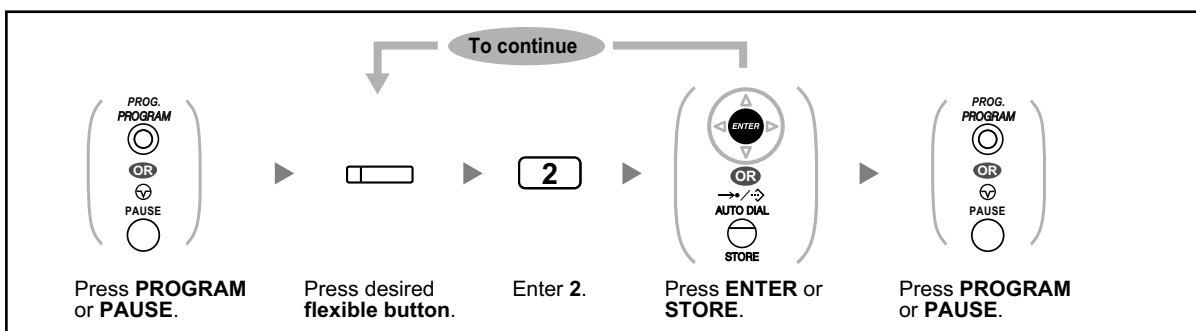 To continue
PROG.
PROGRAM
OR
PAUSE
2
ENTER
OR
AUTO DIAL
STORE
PROG.
PROGRAM
OR
PAUSE
Press PROGRAM
or PAUSE.
Press desired
flexible button.
Enter 2.
Press ENTER or
STORE.
Press PROGRAM
or PAUSE.